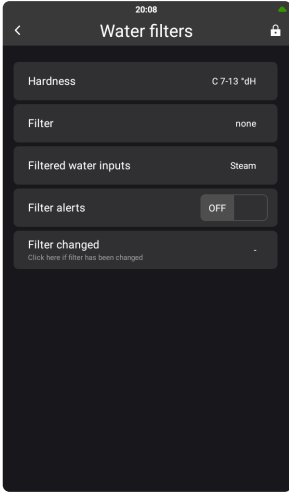 20:08
Water filters
Hardness
C 7-13 °dH
Filter
none
Filtered water inputs
Steam
Filter alerts
OFF
Filter changed
Click here if filter has been changed
-